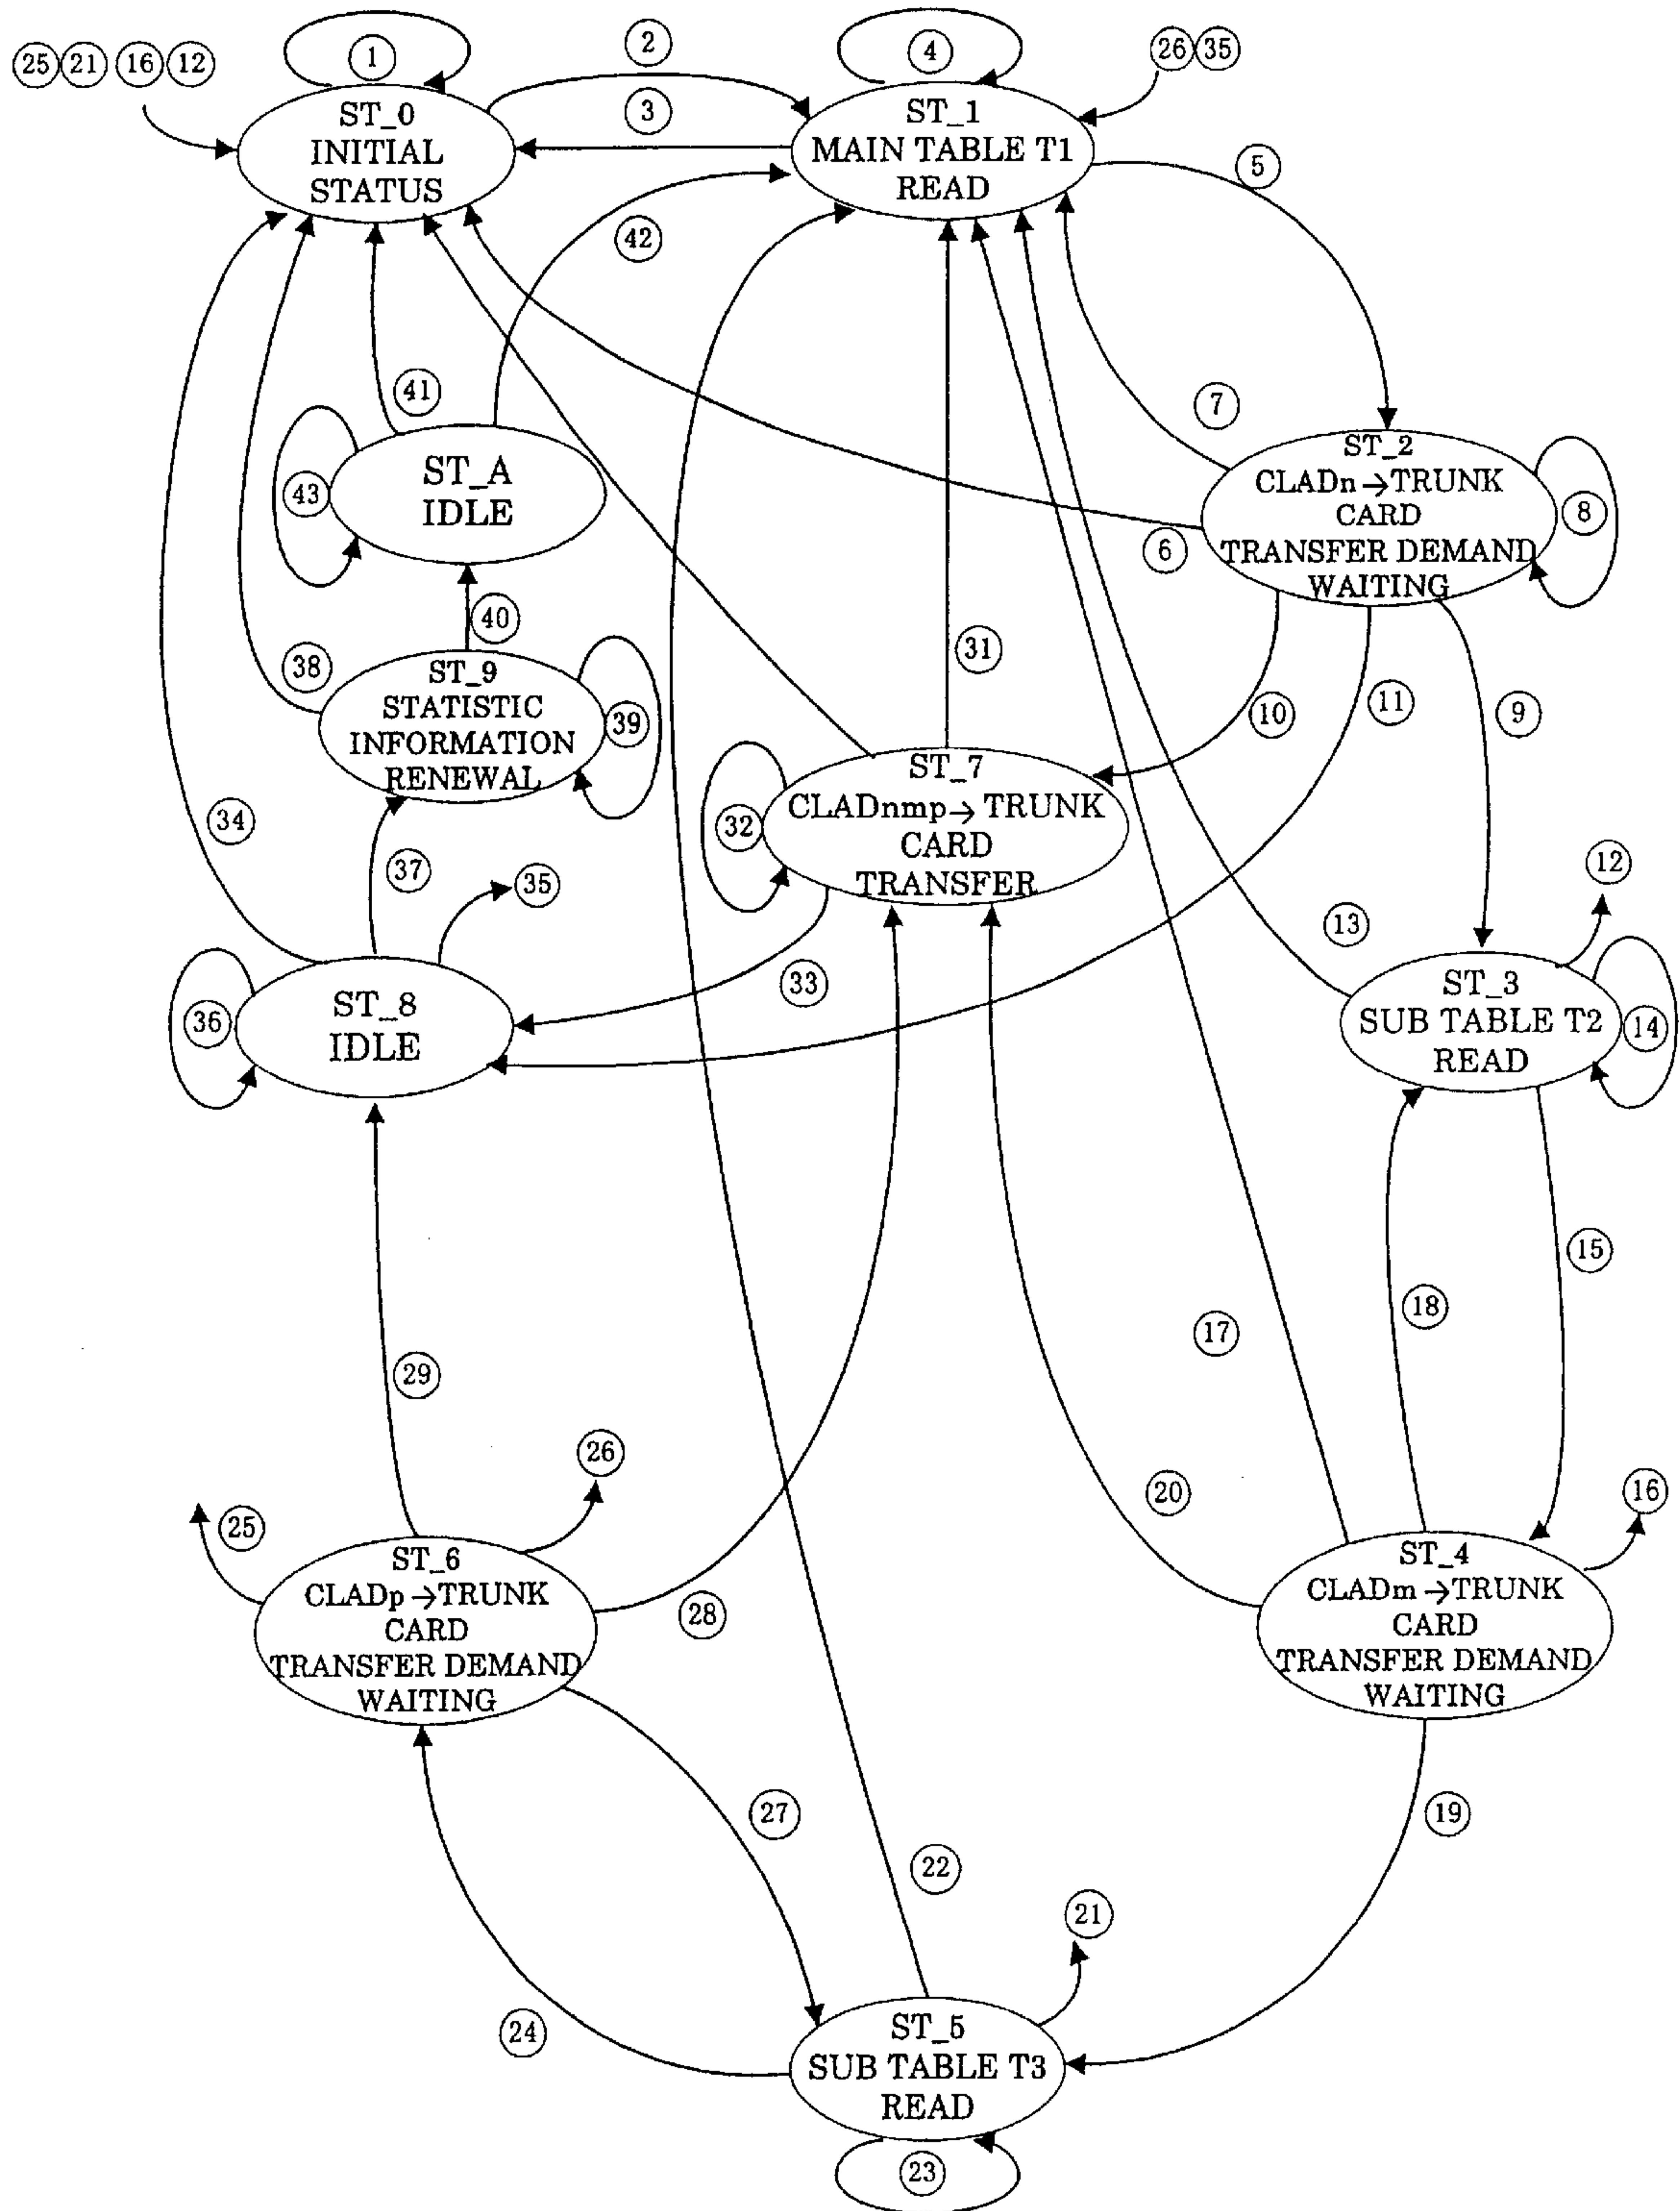 1
2
4
26 35
25 21 16 12
3
ST_0
INITIAL
STATUS
ST_1
MAIN TABLE T1
READ
5
42
41
7
ST_A
IDLE
43
ST_2
CLADn→TRUNK
CARD
TRANSFER DEMAND
WAITING
8
6
40
31
38
ST_9
STATISTIC
INFORMATION
RENEWAL
39
10
11
9
34
ST_7
CLADnmp→ TRUNK
CARD
TRANSFER
32
37
35
12
13
33
ST_8
IDLE
36
ST_3
SUB TABLE T2
READ
14
15
18
17
29
26
20
16
25
ST_6
CLADp→TRUNK
CARD
TRANSFER DEMAND
WAITING
28
ST_4
CLADm→TRUNK
CARD
TRANSFER DEMAND
WAITING
27
19
22
21
24
ST_5
SUB TABLE T3
READ
23